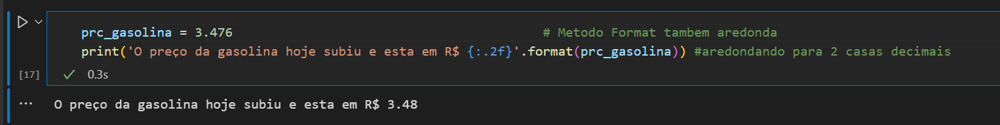 prc_gasolina = 3.476 # Metodo Format tambem aredonda
print('O preço da gasolina hoje subiu e esta em R$ {:.2f}'.format(prc_gasolina)) #aredondando para 2 casas decimais
[17] 0.3s
... O preço da gasolina hoje subiu e esta em R$ 3.48